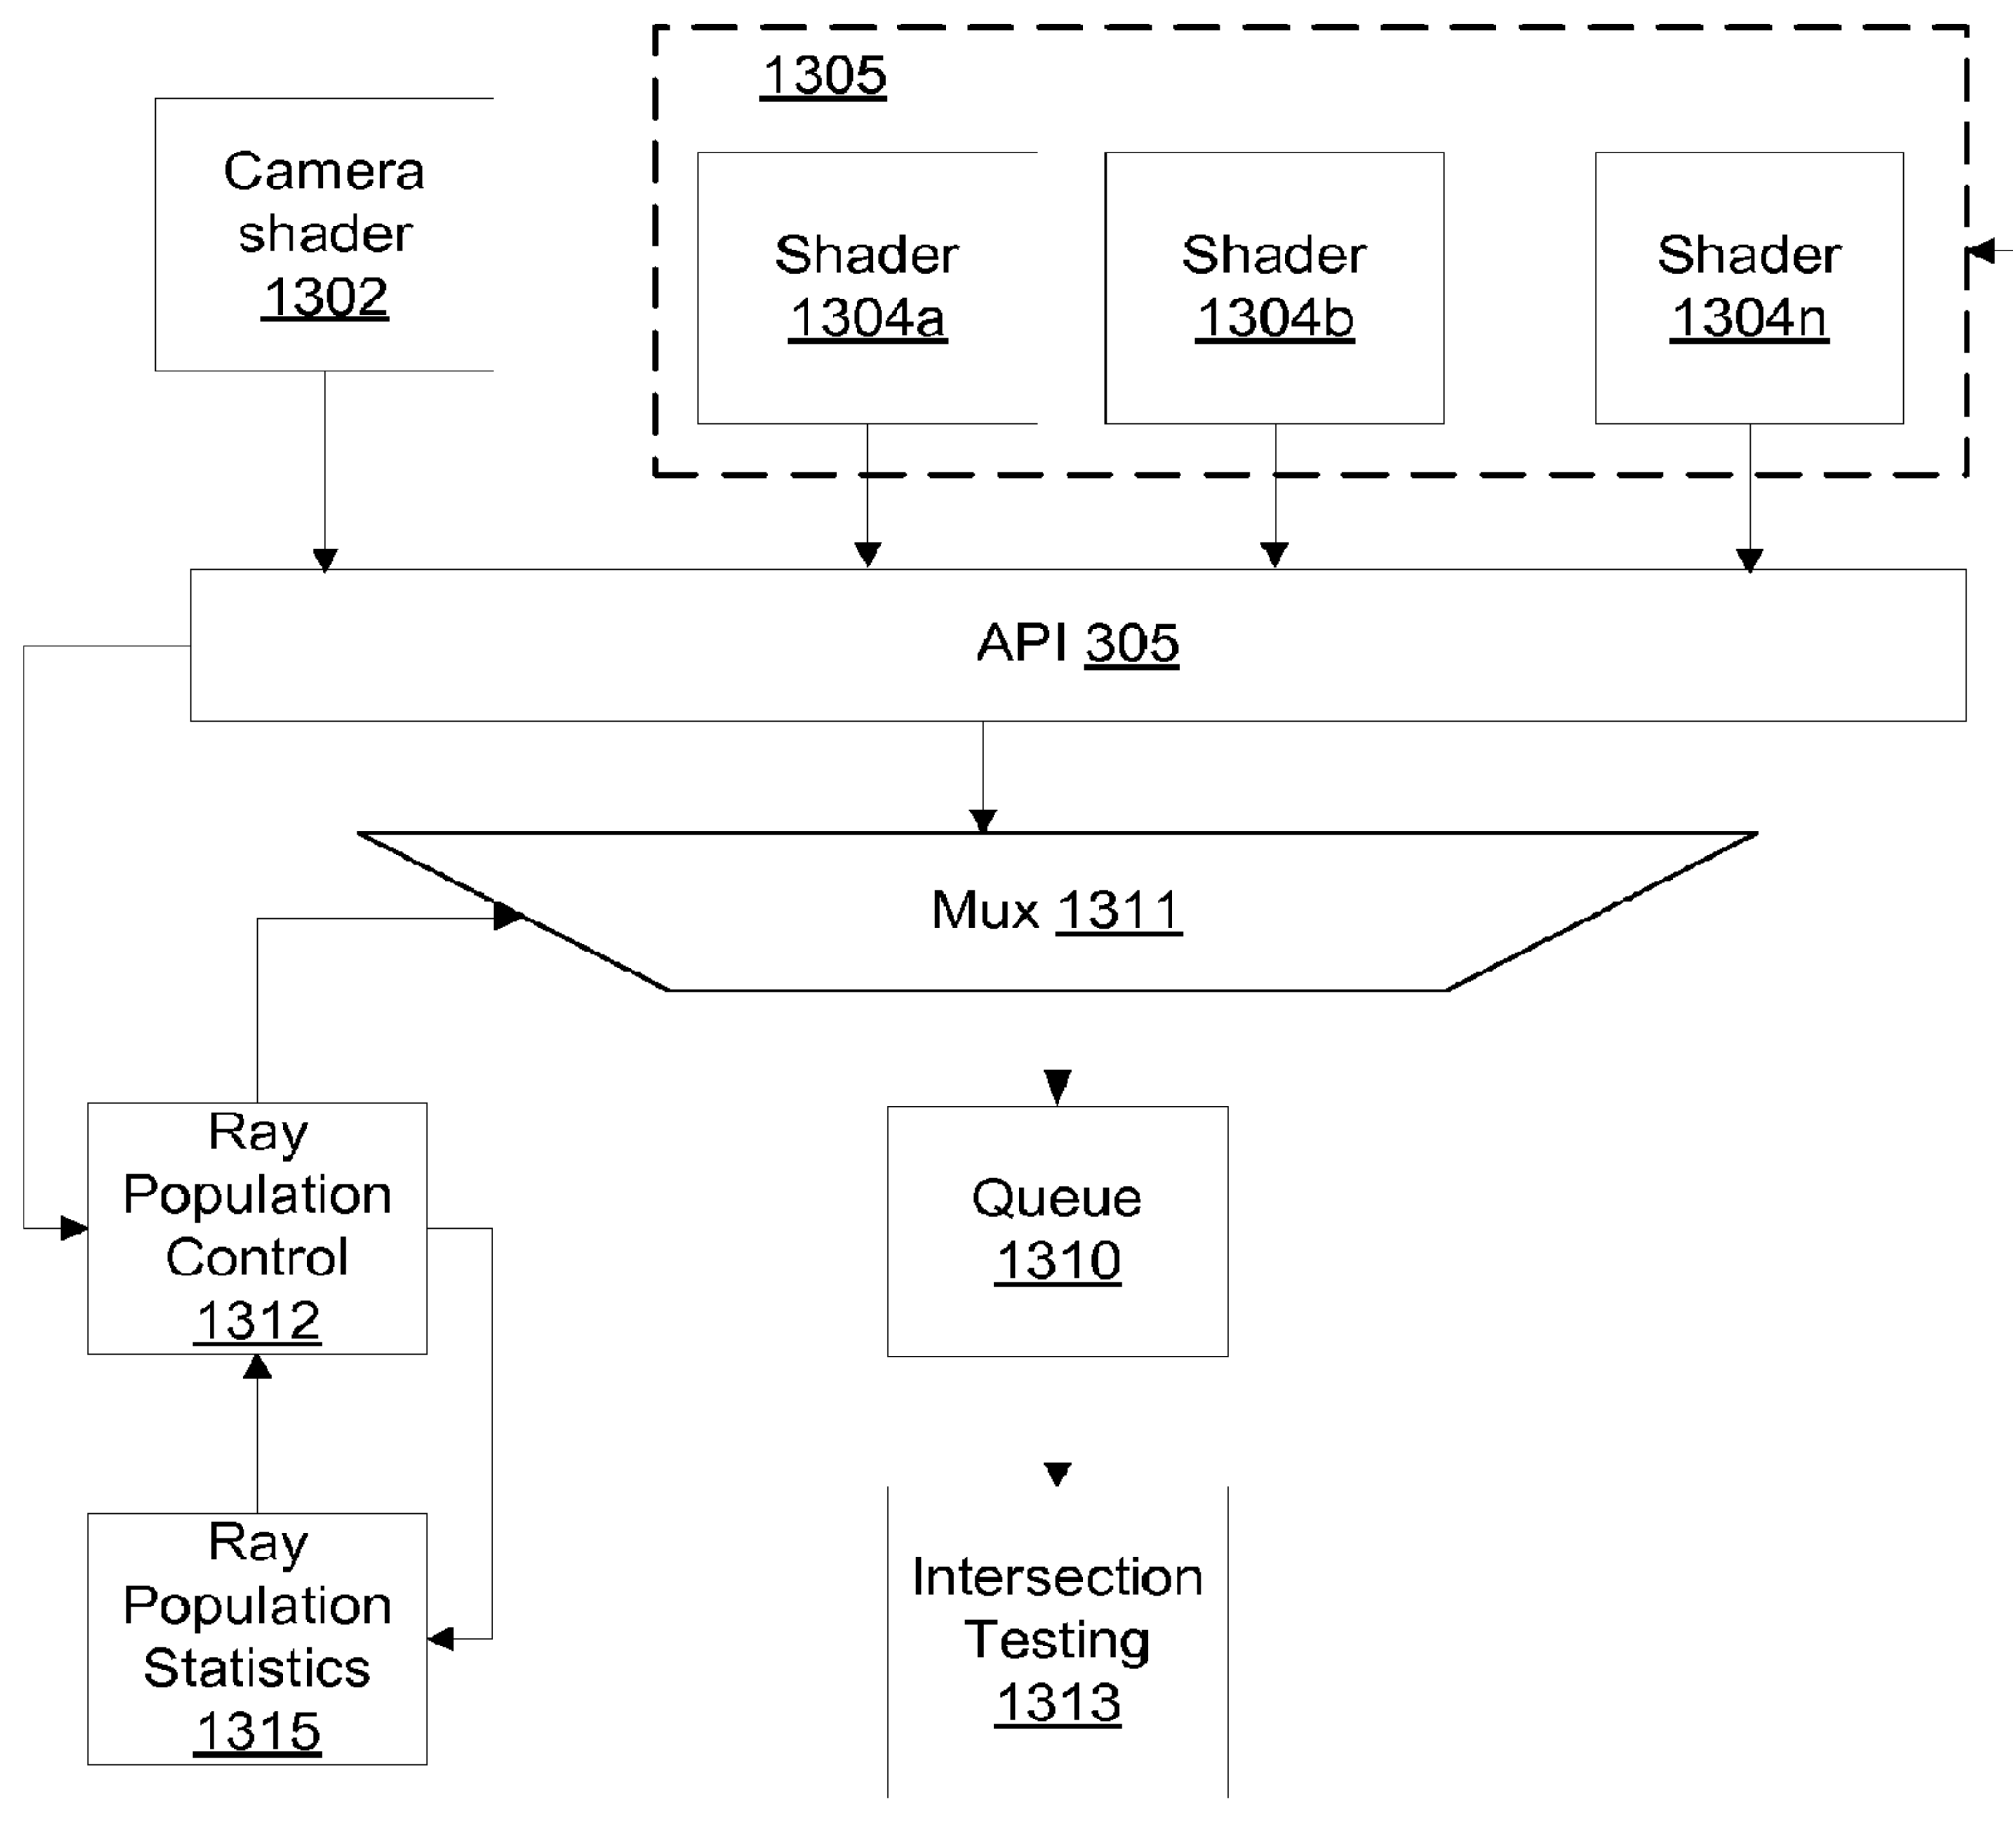 1305
Camera
shader
1302
Shader
1304a
Shader
1304b
Shader
1304n
API 305
Mux 1311
Ray
Population
Control
1312
Queue
1310
Ray
Population
Statistics
1315
Intersection
Testing
1313